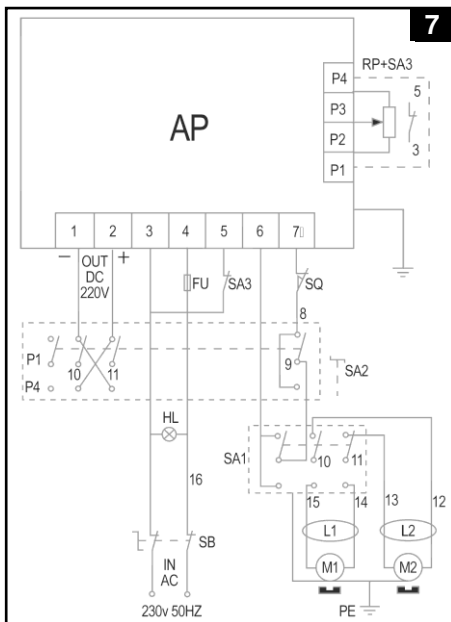 7
RP+SA3
P4
P3
P2
P1
5
3
AP
1 2 3 4 5 6 7
− OUT +
DC
220V
FU
SA3
SQ
8
P1
P4
10
11
9
SA2
HL
16
SA1
10
11
15
14
13
12
L1
L2
SB
IN
AC
M1
M2
230v 50HZ
PE